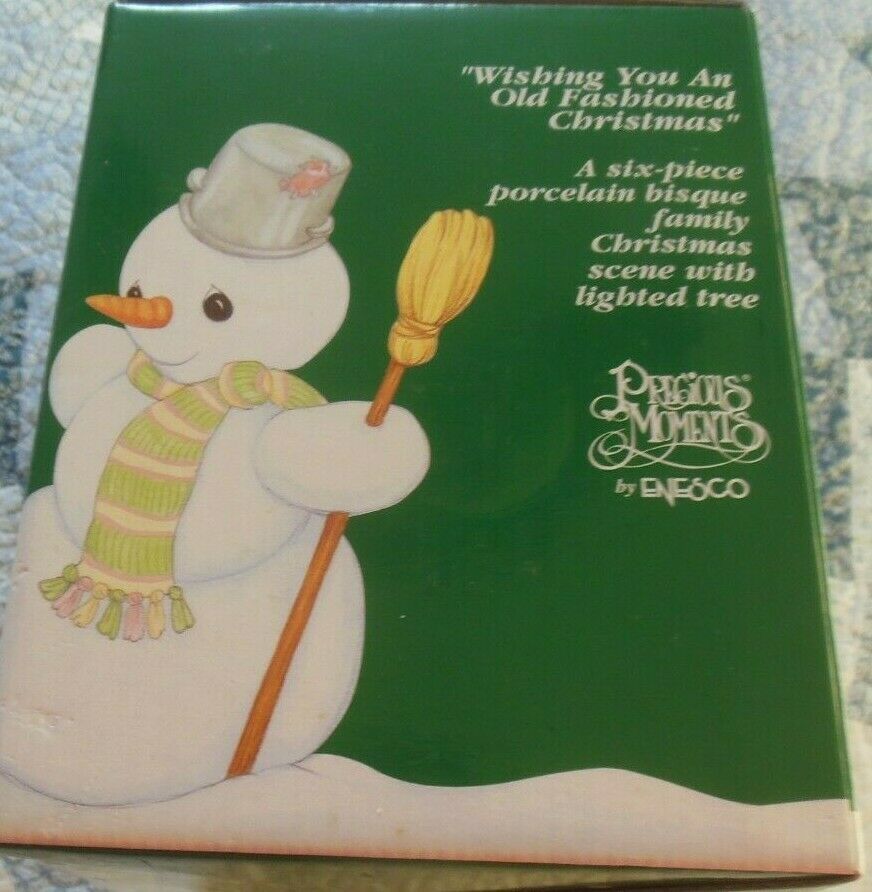 "Wishing You An
Old Fashioned
Christmas"
A six-piece
porcelain bisque
family
Christmas
scene with
lighted tree
PRECIOUS®
MOMENTS
by ENESCO